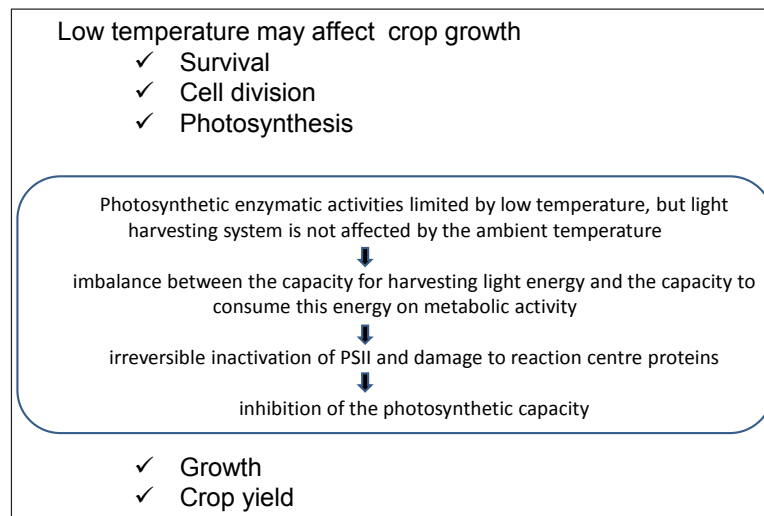 Low temperature may affect crop growth
✓ Survival
✓ Cell division
✓ Photosynthesis
Photosynthetic enzymatic activities limited by low temperature, but light
harvesting system is not affected by the ambient temperature
imbalance between the capacity for harvesting light energy and the capacity to
consume this energy on metabolic activity
irreversible inactivation of PSII and damage to reaction centre proteins
inhibition of the photosynthetic capacity
✓ Growth
✓ Crop yield